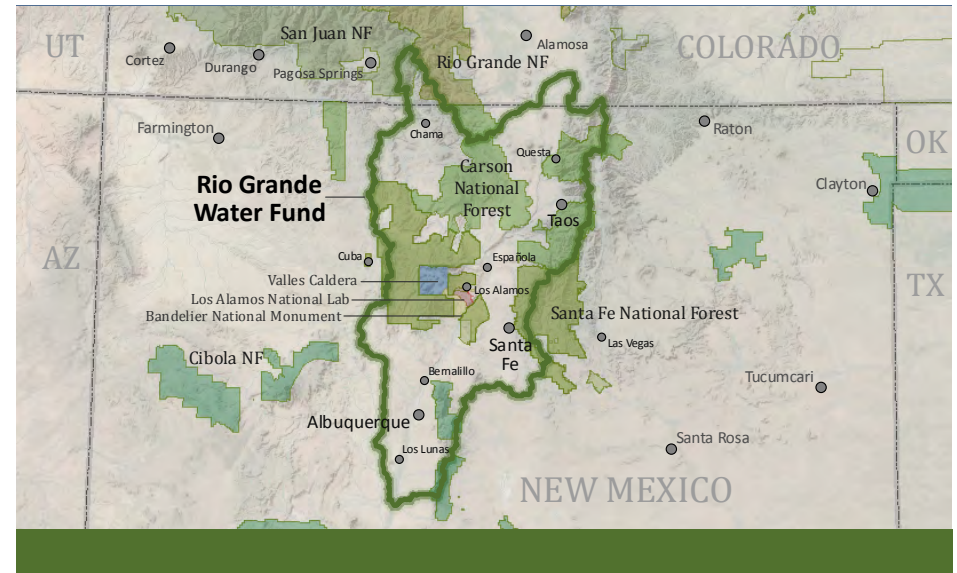 UT
San Juan NF
Alamosa
COLORADO
Cortez
Durango
Pagosa Springs
Rio Grande NF
Farmington
Chama
Raton
OK
Questa
Carson
National
Forest
Clayton
Rio Grande
Water Fund
Taos
AZ
Cuba
Española
Valles Caldera
TX
Los Alamos National Lab
Los Alamos
Bandelier National Monument
Santa Fe National Forest
Santa
Fe
Las Vegas
Cibola NF
Bernalillo
Tucumcari
Albuquerque
Los Lunas
Santa Rosa
NEW MEXICO